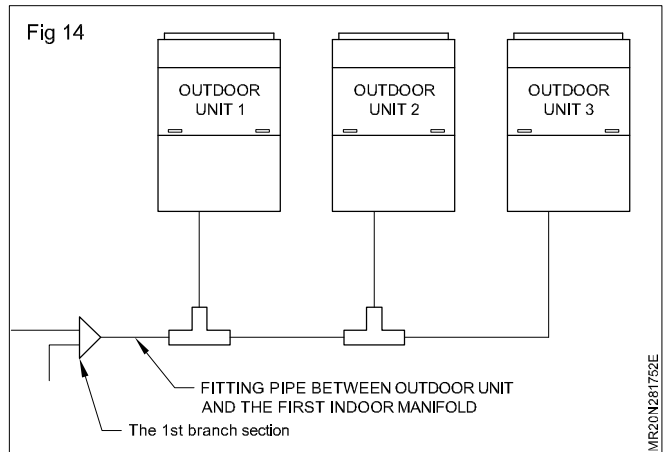 Fig 14
OUTDOOR
UNIT 1
OUTDOOR
UNIT 2
OUTDOOR
UNIT 3
FITTING PIPE BETWEEN OUTDOOR UNIT
AND THE FIRST INDOOR MANIFOLD
The 1st branch section
MR20N281752E